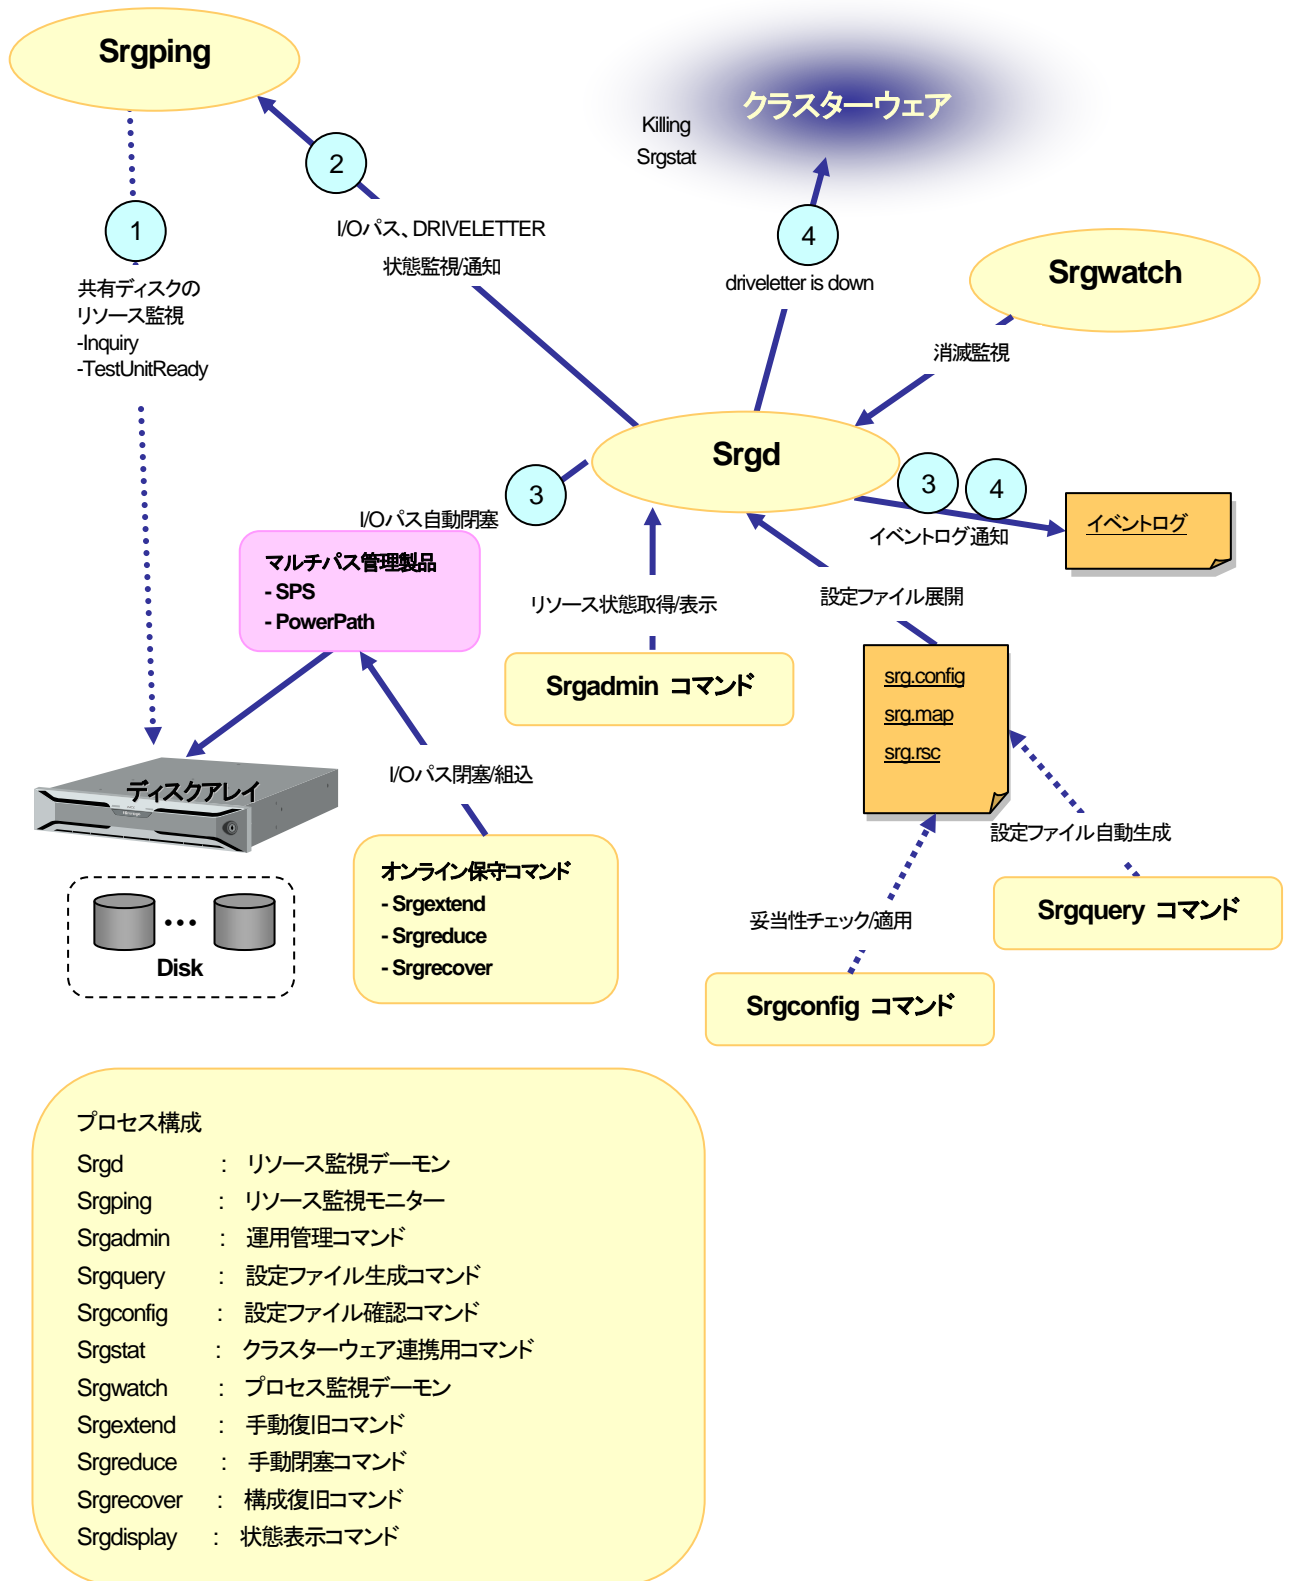 Srgping
クラスターウェア
Killing
Srgstat
2
1
I/Oパス、DRIVELETTER
状態監視/通知
4
driveletter is down
Srgwatch
共有ディスクの
リソース監視
-Inquiry
-TestUnitReady
消滅監視
Srgd
3
I/Oパス自動閉塞
3
4
イベントログ通知
イベントログ
マルチパス管理製品
- SPS
- PowerPath
リソース状態取得/表示
設定ファイル展開
Srgadmin コマンド
srg.config
srg.map
srg.rsc
ディスクアレイ
I/Oパス閉塞/組込
設定ファイル自動生成
オンライン保守コマンド
- Srgextend
- Srgreduce
- Srgrecover
Srgquery コマンド
妥当性チェック/適用
…
Disk
Srgconfig コマンド
プロセス構成
Srgd : リソース監視デーモン
Srgping : リソース監視モニター
Srgadmin : 運用管理コマンド
Srgquery : 設定ファイル生成コマンド
Srgconfig : 設定ファイル確認コマンド
Srgstat : クラスターウェア連携用コマンド
Srgwatch : プロセス監視デーモン
Srgextend : 手動復旧コマンド
Srgreduce : 手動閉塞コマンド
Srgrecover : 構成復旧コマンド
Srgdisplay : 状態表示コマンド